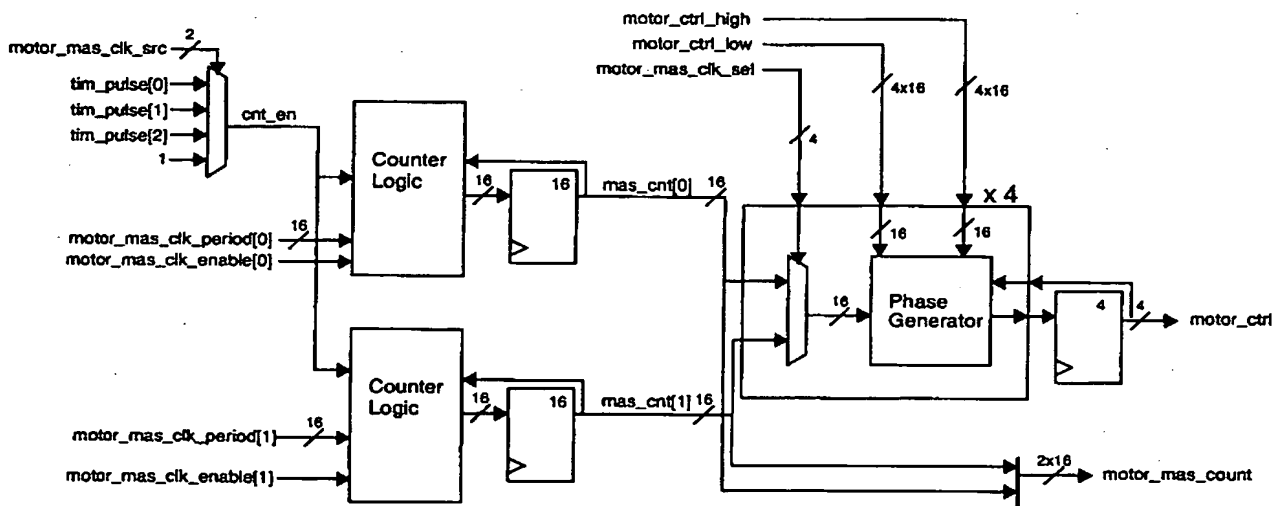 motor_ctrl_high
motor_ctrl_low
motor_mas_clk_sel
motor_mas_clk_src
2
tim_pulse[0]
tim_pulse[1]
tim_pulse[2]
1
cnt_en
4x16
4x16
4
Counter
Logic
16
16
mas_cnt[0]
16
x 4
16
16
motor_mas_clk_period[0]
16
motor_mas_clk_enable[0]
16
Phase
Generator
4
4
motor_ctrl
Counter
Logic
16
16
mas_cnt[1]
16
motor_mas_clk_period[1]
16
motor_mas_clk_enable[1]
2x16
motor_mas_count